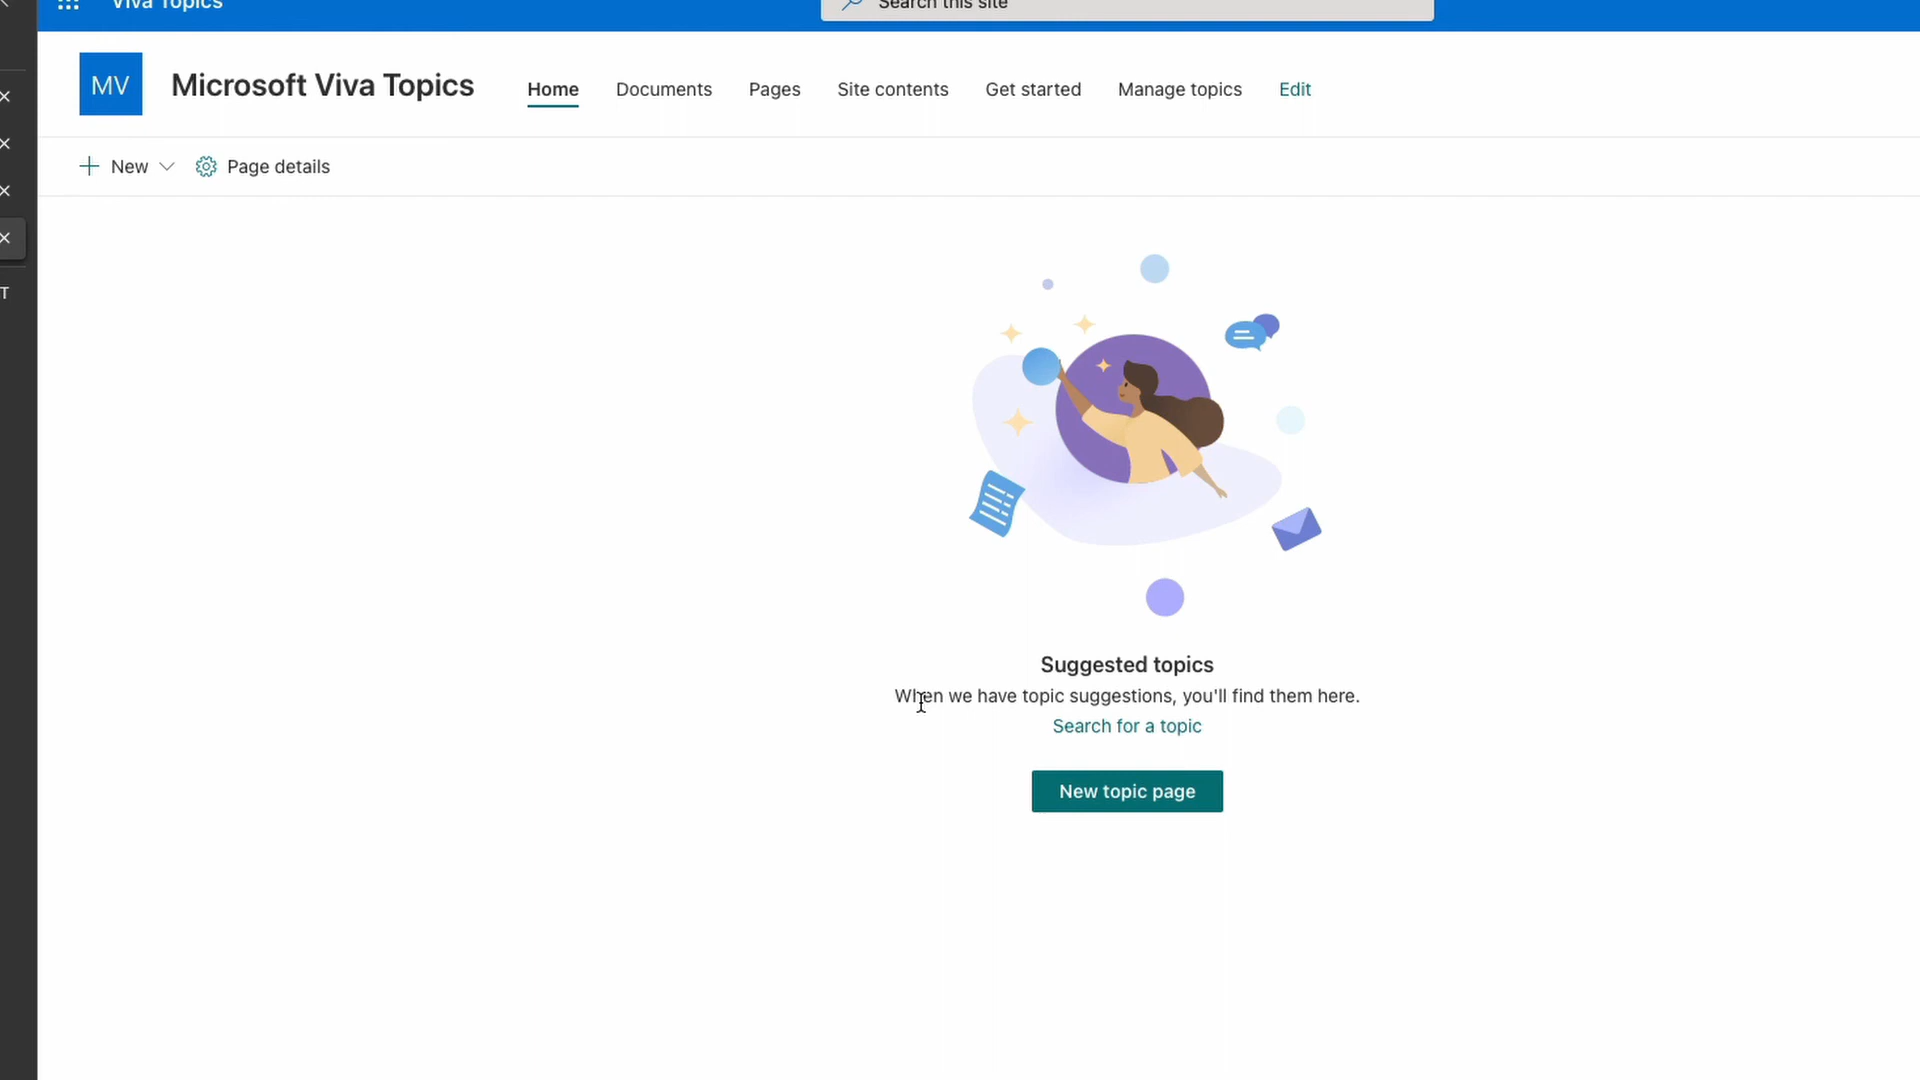 Viva Topics
Search this site
MV
Microsoft Viva Topics
Home
Documents
Pages
Site contents
Get started
Manage topics
Edit
New
Page details
T
Suggested topics
When we have topic suggestions, you'll find them here.
Search for a topic
New topic page